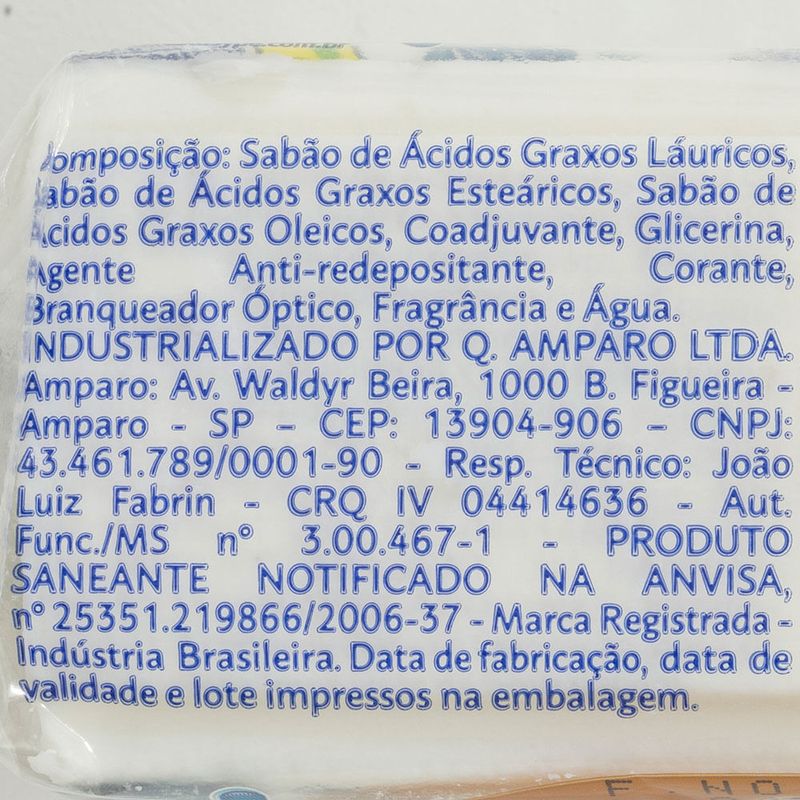 Composição: Sabão de Ácidos Graxos Láuricos,
Sabão de Ácidos Graxos Esteáricos, Sabão de
Ácidos Graxos Oleicos, Coadjuvante, Glicerina,
Agente Anti-redepositante, Corante,
Branqueador Óptico, Fragrância e Água.
INDUSTRIALIZADO POR Q. AMPARO LTDA.
Amparo: Av. Waldyr Beira, 1000 B. Figueira -
Amparo - SP - CEP: 13904-906 - CNPJ:
43.461.789/0001-90 - Resp. Técnico: João
Luiz Fabrin - CRQ IV 04414636 - Aut.
Func./MS nº 3.00.467-1 - PRODUTO
SANEANTE NOTIFICADO NA ANVISA,
nº 25351.219866/2006-37 - Marca Registrada -
Indústria Brasileira. Data de fabricação, data de
validade e lote impressos na embalagem.